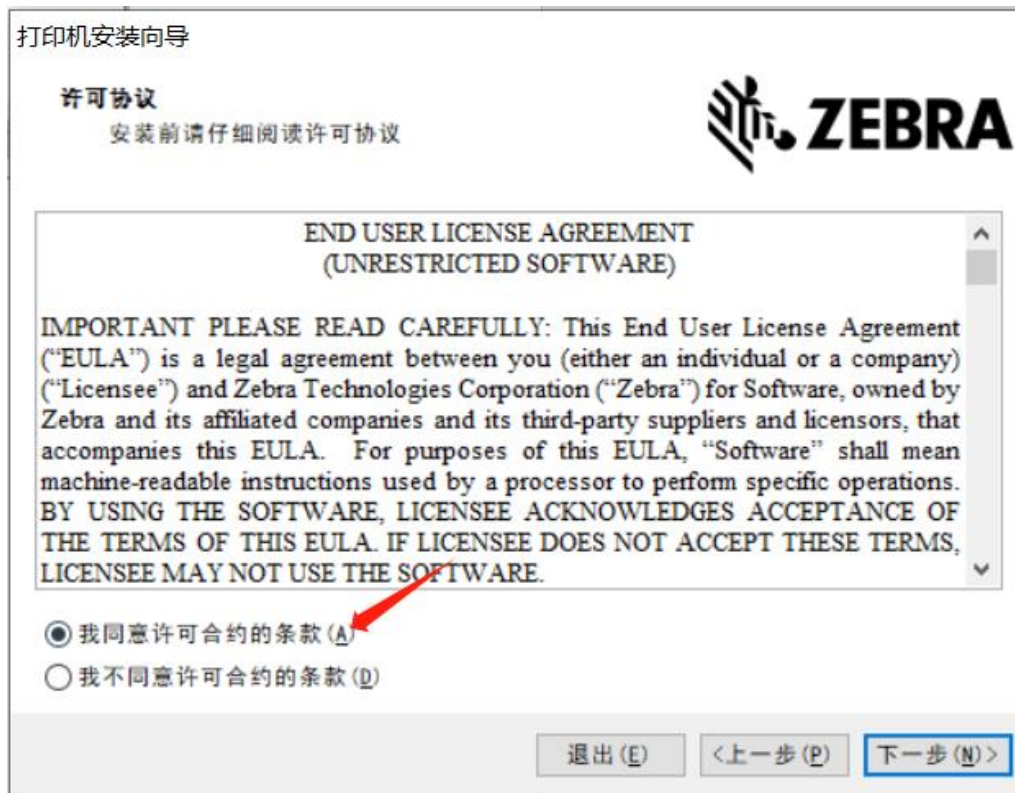 打印机安装向导
许可协议
安装前请仔细阅读许可协议
ZEBRA
END USER LICENSE AGREEMENT
(UNRESTRICTED SOFTWARE)
IMPORTANT PLEASE READ CAREFULLY: This End User License Agreement
(“EULA”) is a legal agreement between you (either an individual or a company)
(“Licensee”) and Zebra Technologies Corporation (“Zebra”) for Software, owned by
Zebra and its affiliated companies and its third-party suppliers and licensors, that
accompanies this EULA. For purposes of this EULA, “Software” shall mean
machine-readable instructions used by a processor to perform specific operations.
BY USING THE SOFTWARE, LICENSEE ACKNOWLEDGES ACCEPTANCE OF
THE TERMS OF THIS EULA. IF LICENSEE DOES NOT ACCEPT THESE TERMS,
LICENSEE MAY NOT USE THE SOFTWARE.
我同意许可合约的条款(A)
我不同意许可合约的条款(D)
退出(E) <上一步(P) 下一步(N)>